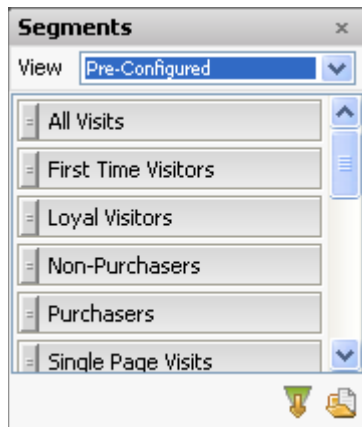 Segments
View Pre-Configured
All Visits
First Time Visitors
Loyal Visitors
Non-Purchasers
Purchasers
Single Page Visits